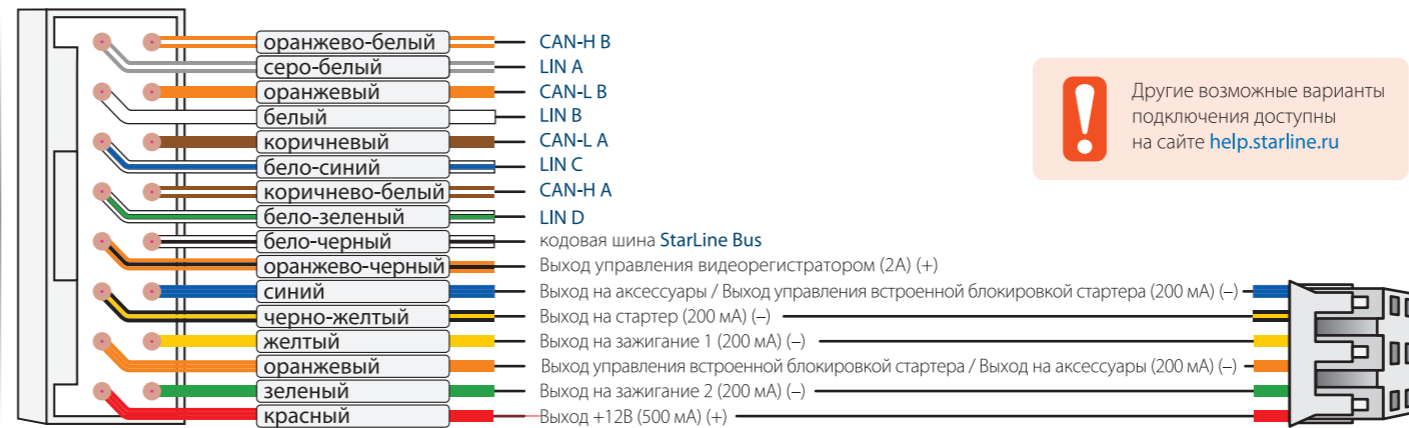 оранжево-белый CAN-H B
серо-белый LIN A
оранжевый CAN-L B
белый LIN B
коричневый CAN-L A
бело-синий LIN C
коричнево-белый CAN-H A
бело-зеленый LIN D
бело-черный кодовая шина StarLine Bus
оранжево-черный Выход управления видеорегистратором (2А) (+)
синий Выход на аксессуары / Выход управления встроенной блокировкой стартера (200 мА) (–)
черно-желтый Выход на стартер (200 мА) (–)
желтый Выход на зажигание 1 (200 мА) (–)
оранжевый Выход управления встроенной блокировкой стартера / Выход на аксессуары (200 мА) (–)
зеленый Выход на зажигание 2 (200 мА) (–)
красный Выход +12В (500 мА) (+)
Другие возможные варианты
подключения доступны
на сайте help.starline.ru